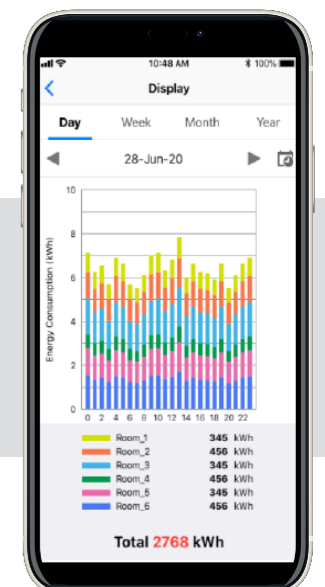 10:48 AM 100%
Display
Day Week Month Year
28-Jun-20
Energy Consumption (kWh)
10
8
6
4
2
0
0 2 4 6 8 10 12 14 16 18 20 22
Room_1 345 kWh
Room_2 456 kWh
Room_3 345 kWh
Room_4 456 kWh
Room_5 345 kWh
Room_6 456 kWh
Total 2768 kWh